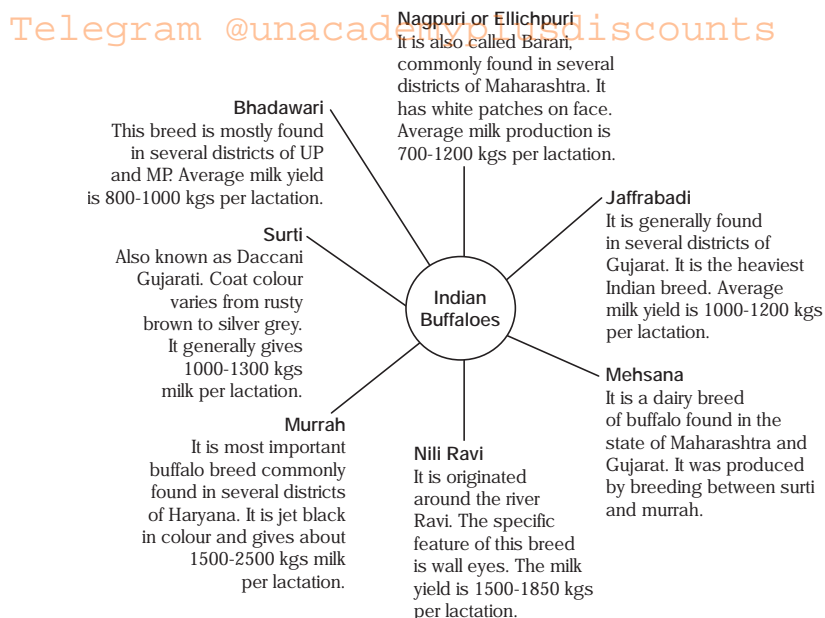 Telegram @unacademyplusdiscounts
Nagpuri or Ellichpuri
It is also called Barari,
commonly found in several
districts of Maharashtra. It
has white patches on face.
Average milk production is
700-1200 kgs per lactation.
Bhadawari
This breed is mostly found
in several districts of UP
and MP. Average milk yield
is 800-1000 kgs per lactation.
Jaffrabadi
It is generally found
in several districts of
Gujarat. It is the heaviest
Indian breed. Average
milk yield is 1000-1200 kgs
per lactation.
Surti
Also known as Daccani
Gujarati. Coat colour
varies from rusty
brown to silver grey.
It generally gives
1000-1300 kgs
milk per lactation.
Indian
Buffaloes
Mehsana
It is a dairy breed
of buffalo found in the
state of Maharashtra and
Gujarat. It was produced
by breeding between surti
and murrah.
Murrah
It is most important
buffalo breed commonly
found in several districts
of Haryana. It is jet black
in colour and gives about
1500-2500 kgs milk
per lactation.
Nili Ravi
It is originated
around the river
Ravi. The specific
feature of this breed
is wall eyes. The milk
yield is 1500-1850 kgs
per lactation.